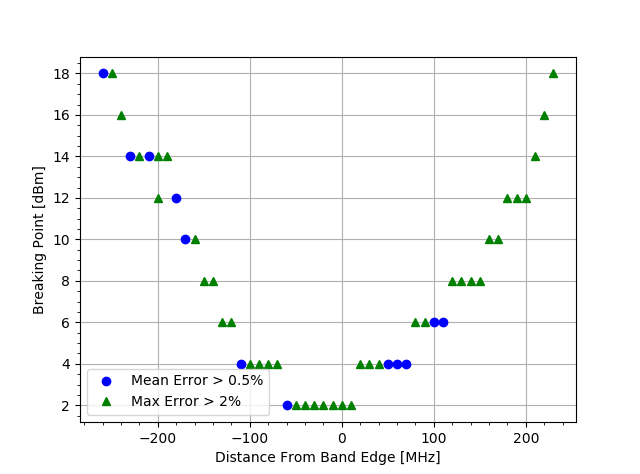 18
16
14
12
10
8
6
4
2
Breaking Point [dBm]
Mean Error > 0.5%
Max Error > 2%
−200 −100 0 100 200
Distance From Band Edge [MHz]